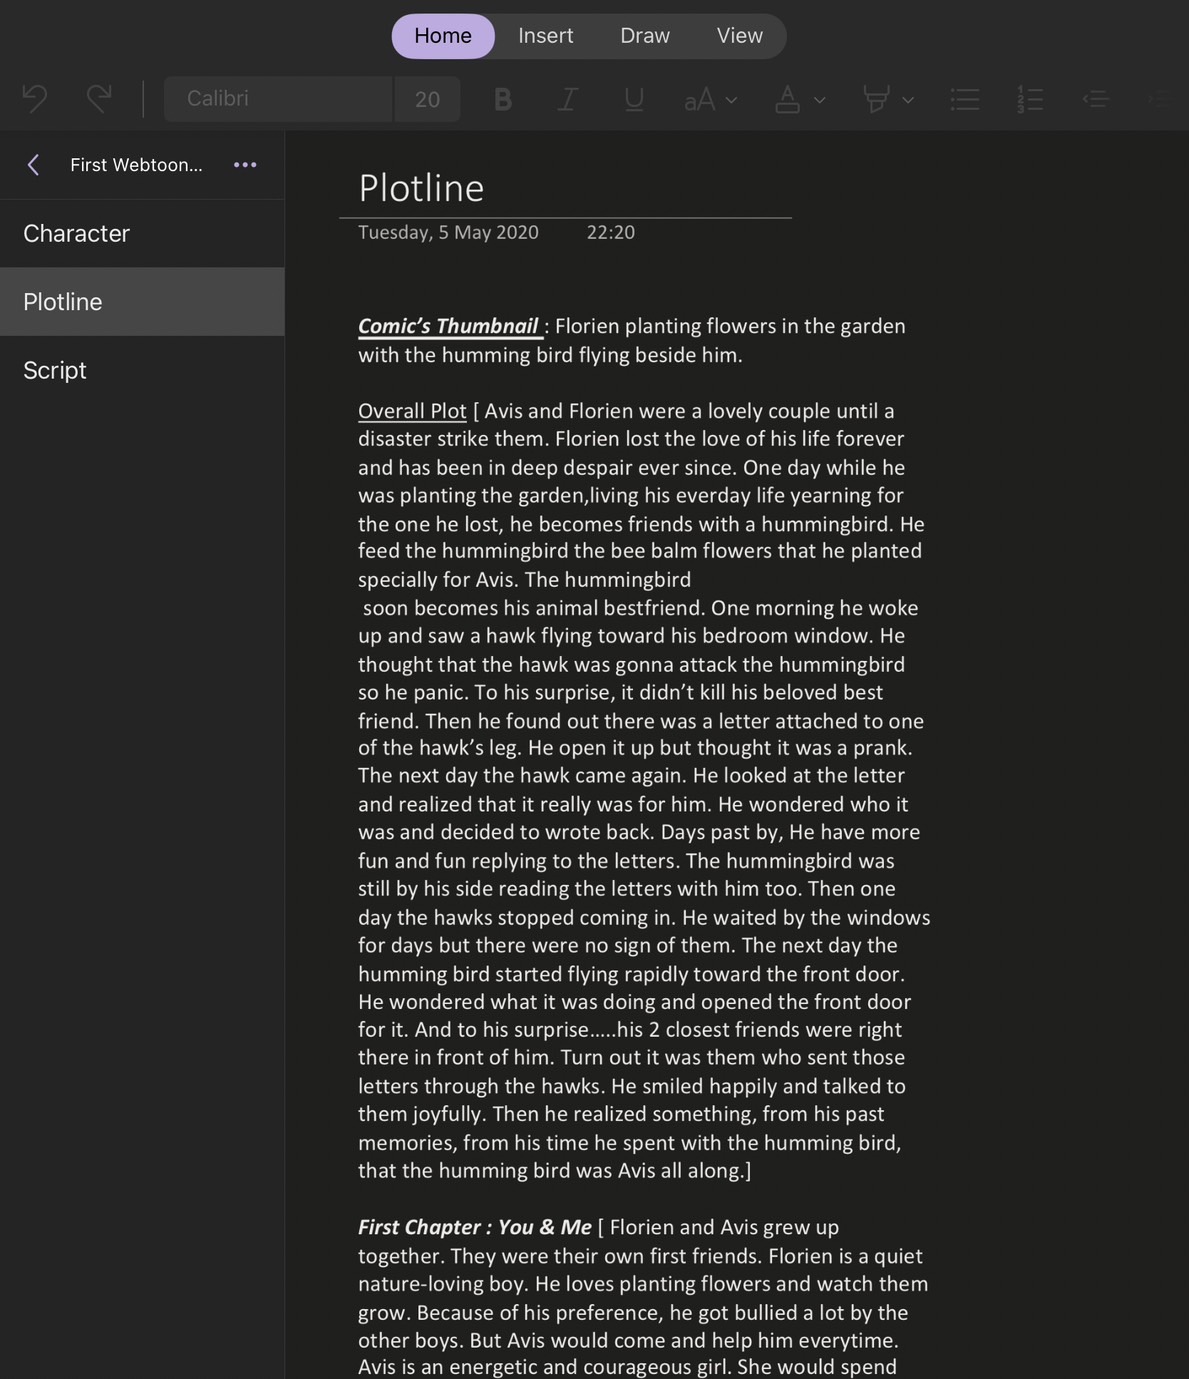 Home Insert Draw View
Calibri 20 B I U aA A
First Webtoon... •••
Character
Plotline
Script
Plotline
Tuesday, 5 May 2020 22:20
Comic's Thumbnail : Florien planting flowers in the garden
with the humming bird flying beside him.
Overall Plot [ Avis and Florien were a lovely couple until a
disaster strike them. Florien lost the love of his life forever
and has been in deep despair ever since. One day while he
was planting the garden,living his everday life yearning for
the one he lost, he becomes friends with a hummingbird. He
feed the hummingbird the bee balm flowers that he planted
specially for Avis. The hummingbird
soon becomes his animal bestfriend. One morning he woke
up and saw a hawk flying toward his bedroom window. He
thought that the hawk was gonna attack the hummingbird
so he panic. To his surprise, it didn't kill his beloved best
friend. Then he found out there was a letter attached to one
of the hawk's leg. He open it up but thought it was a prank.
The next day the hawk came again. He looked at the letter
and realized that it really was for him. He wondered who it
was and decided to wrote back. Days past by, He have more
fun and fun replying to the letters. The hummingbird was
still by his side reading the letters with him too. Then one
day the hawks stopped coming in. He waited by the windows
for days but there were no sign of them. The next day the
humming bird started flying rapidly toward the front door.
He wondered what it was doing and opened the front door
for it. And to his surprise.....his 2 closest friends were right
there in front of him. Turn out it was them who sent those
letters through the hawks. He smiled happily and talked to
them joyfully. Then he realized something, from his past
memories, from his time he spent with the humming bird,
that the humming bird was Avis all along.]
First Chapter : You & Me [ Florien and Avis grew up
together. They were their own first friends. Florien is a quiet
nature-loving boy. He loves planting flowers and watch them
grow. Because of his preference, he got bullied a lot by the
other boys. But Avis would come and help him everytime.
Avis is an energetic and courageous girl. She would spend